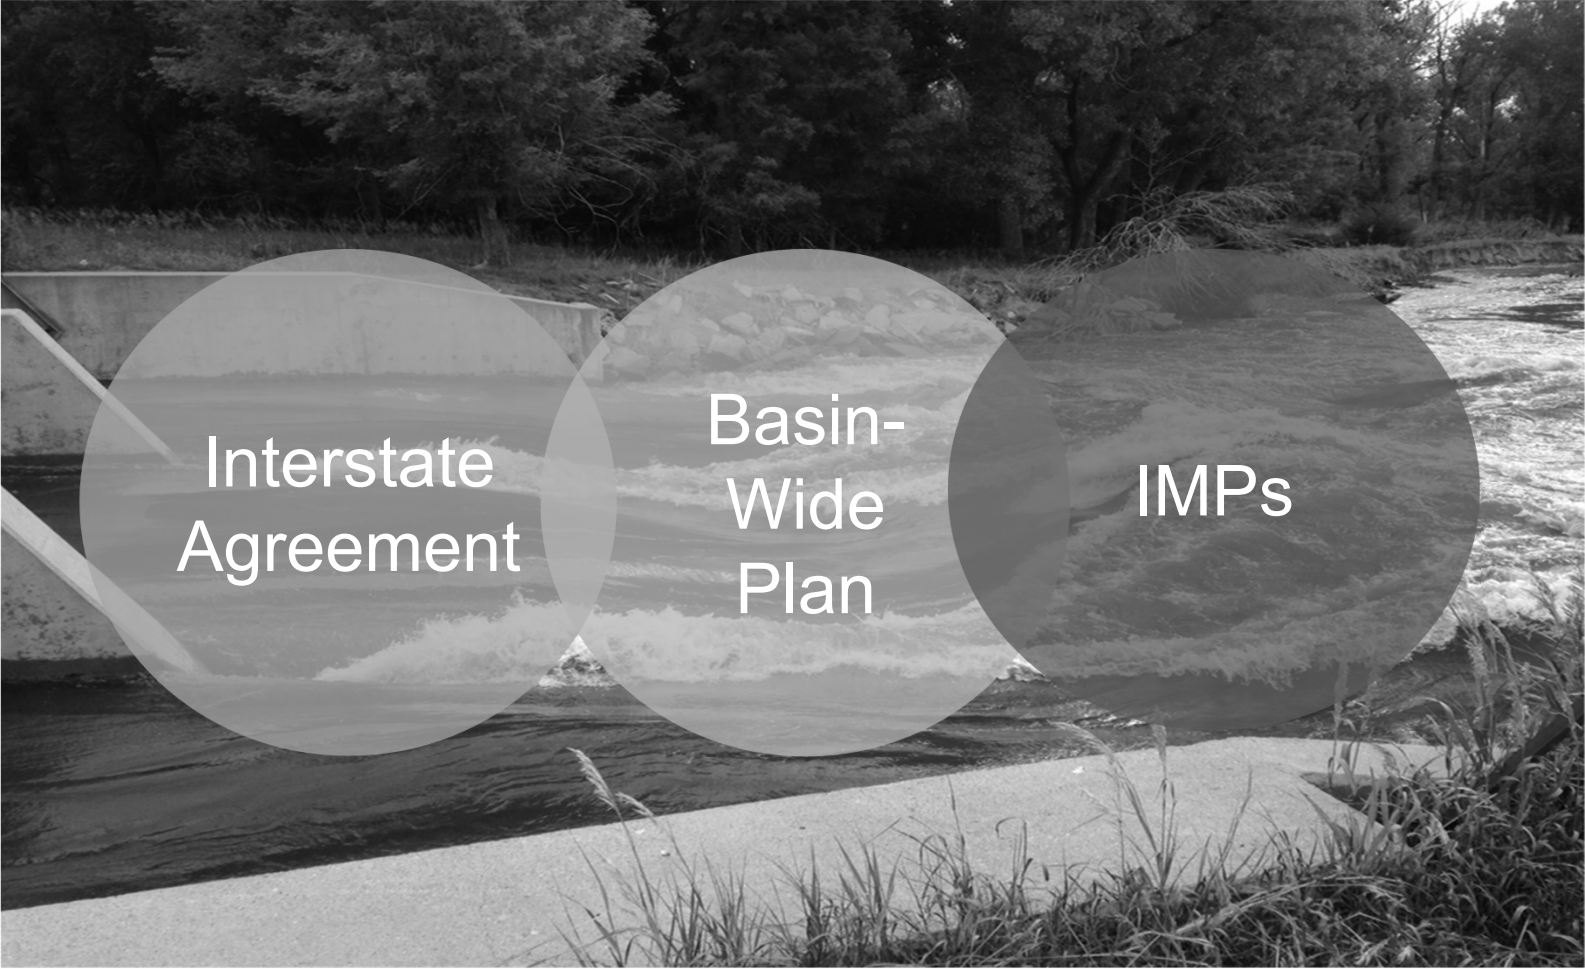 Interstate
Agreement
Basin-
Wide
Plan
IMPs